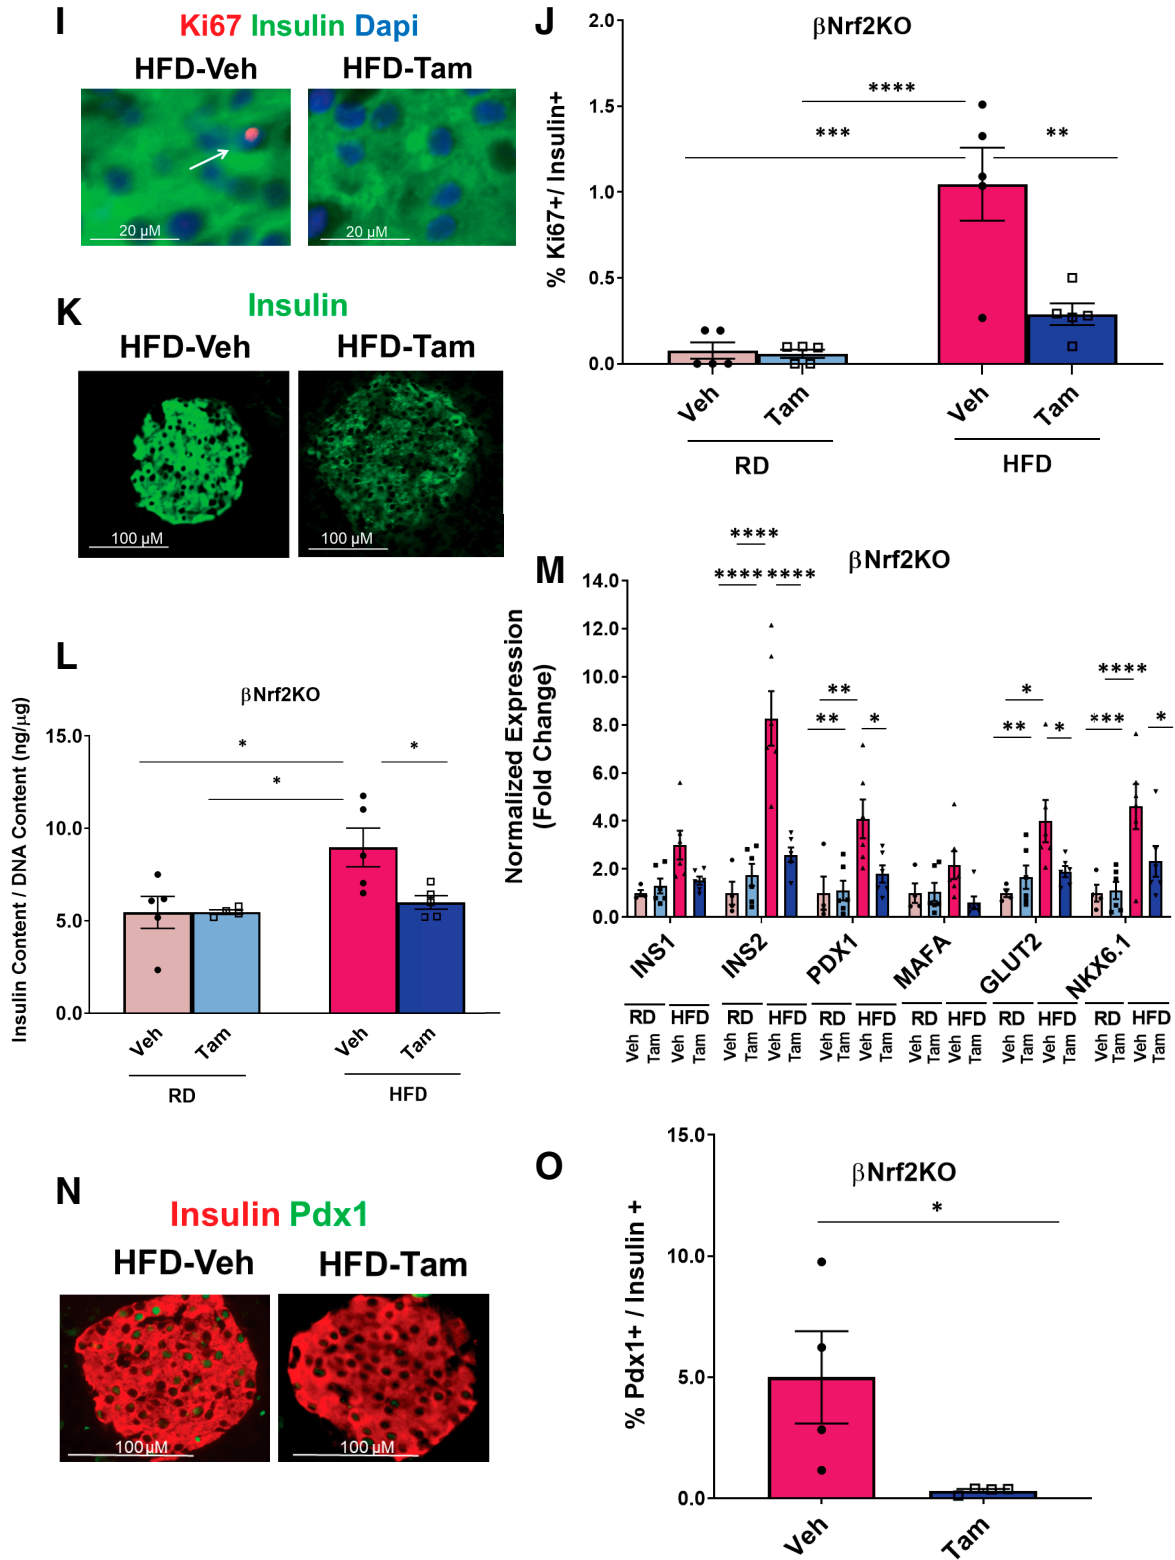 I
Ki67 Insulin Dapi
HFD-Veh HFD-Tam
20 µM
20 µM
J
βNrf2KO
% Ki67+/ Insulin+
2.0
1.5
1.0
0.5
0.0
****
***
**
Veh Tam Veh Tam
RD HFD
K
Insulin
HFD-Veh HFD-Tam
100 µM
100 µM
L
βNrf2KO
Insulin Content / DNA Content (ng/µg)
15.0
10.0
5.0
0.0
*
*
*
Veh Tam Veh Tam
RD HFD
M
βNrf2KO
Normalized Expression
(Fold Change)
14.0
12.0
10.0
8.0
6.0
4.0
2.0
0.0
****
**** ****
**
** *
*
** *
****
*** *
INS1 INS2 PDX1 MAFA GLUT2 NKX6.1
RD HFD RD HFD RD HFD RD HFD RD HFD RD HFD
Veh Tam Veh Tam Veh Tam Veh Tam Veh Tam Veh Tam Veh Tam Veh Tam Veh Tam Veh Tam Veh Tam Veh Tam
N
Insulin Pdx1
HFD-Veh HFD-Tam
100 µM
100 µM
O
βNrf2KO
% Pdx1+ / Insulin +
15.0
10.0
5.0
0.0
*
Veh Tam